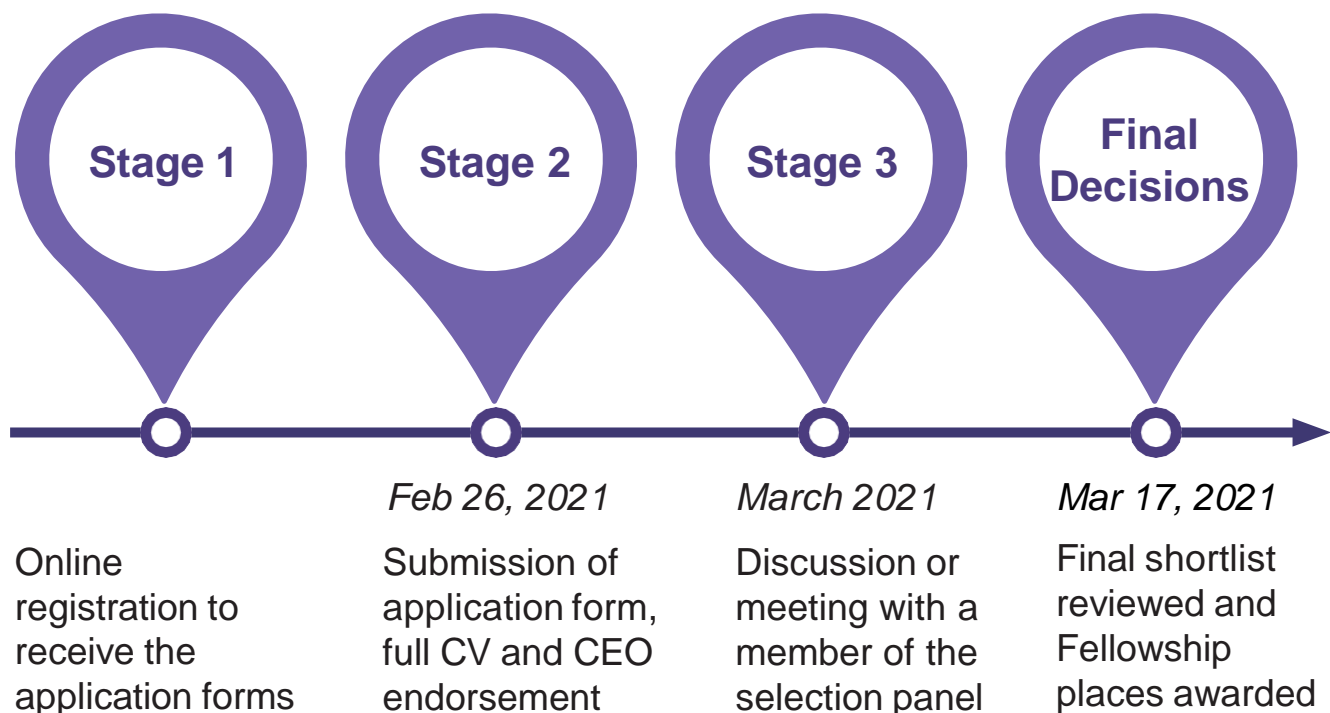 Stage 1
Stage 2
Stage 3
Final
Decisions
Feb 26, 2021
March 2021
Mar 17, 2021
Online
registration to
receive the
application forms
Submission of
application form,
full CV and CEO
endorsement
Discussion or
meeting with a
member of the
selection panel
Final shortlist
reviewed and
Fellowship
places awarded